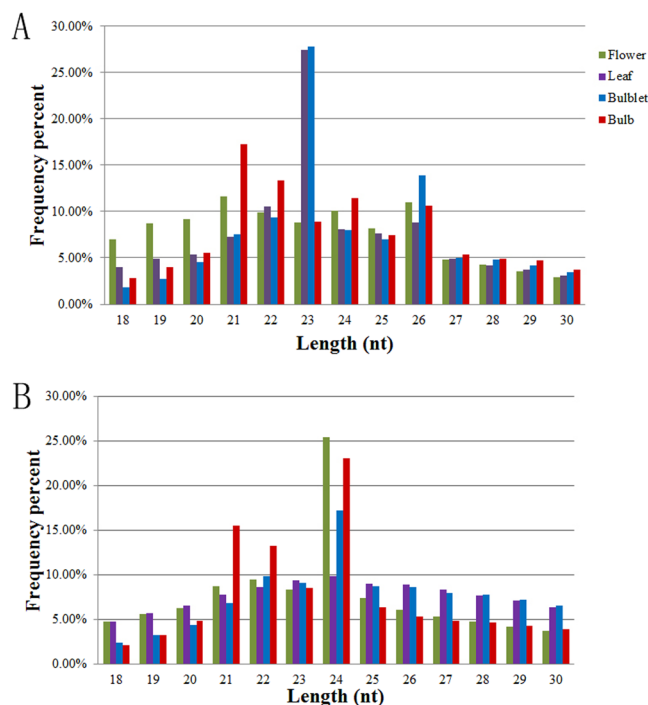 A
30.00%
25.00%
20.00%
15.00%
10.00%
5.00%
0.00%
Frequency percent
18 19 20 21 22 23 24 25 26 27 28 29 30
Length (nt)
Flower
Leaf
Bulblet
Bulb
B
30.00%
25.00%
20.00%
15.00%
10.00%
5.00%
0.00%
Frequency percent
18 19 20 21 22 23 24 25 26 27 28 29 30
Length (nt)